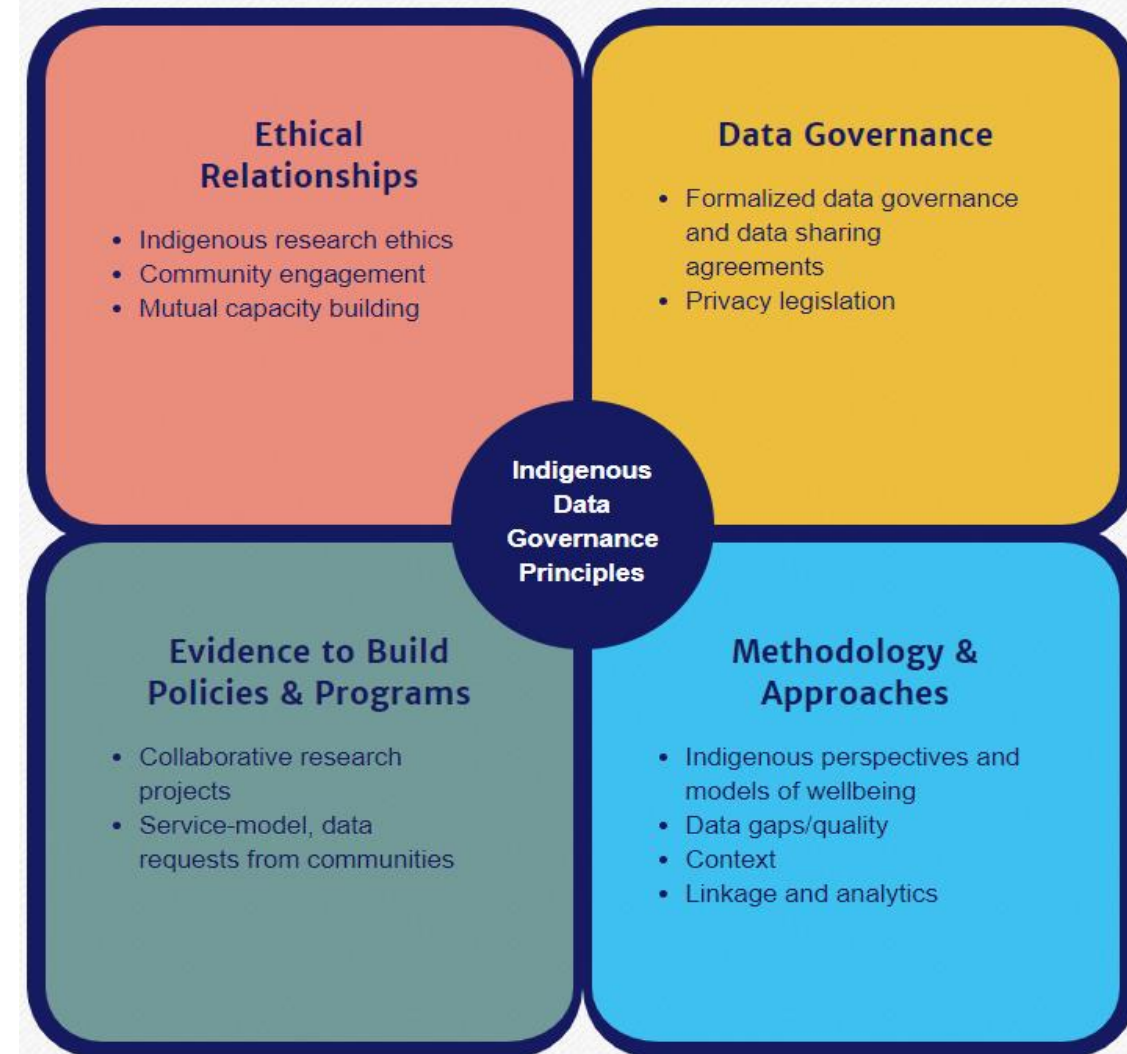 Ethical
Relationships
• Indigenous research ethics
• Community engagement
• Mutual capacity building
Data Governance
• Formalized data governance
and data sharing
agreements
• Privacy legislation
Indigenous
Data
Governance
Principles
Evidence to Build
Policies & Programs
• Collaborative research
projects
• Service-model, data
requests from communities
Methodology &
Approaches
• Indigenous perspectives and
models of wellbeing
• Data gaps/quality
• Context
• Linkage and analytics